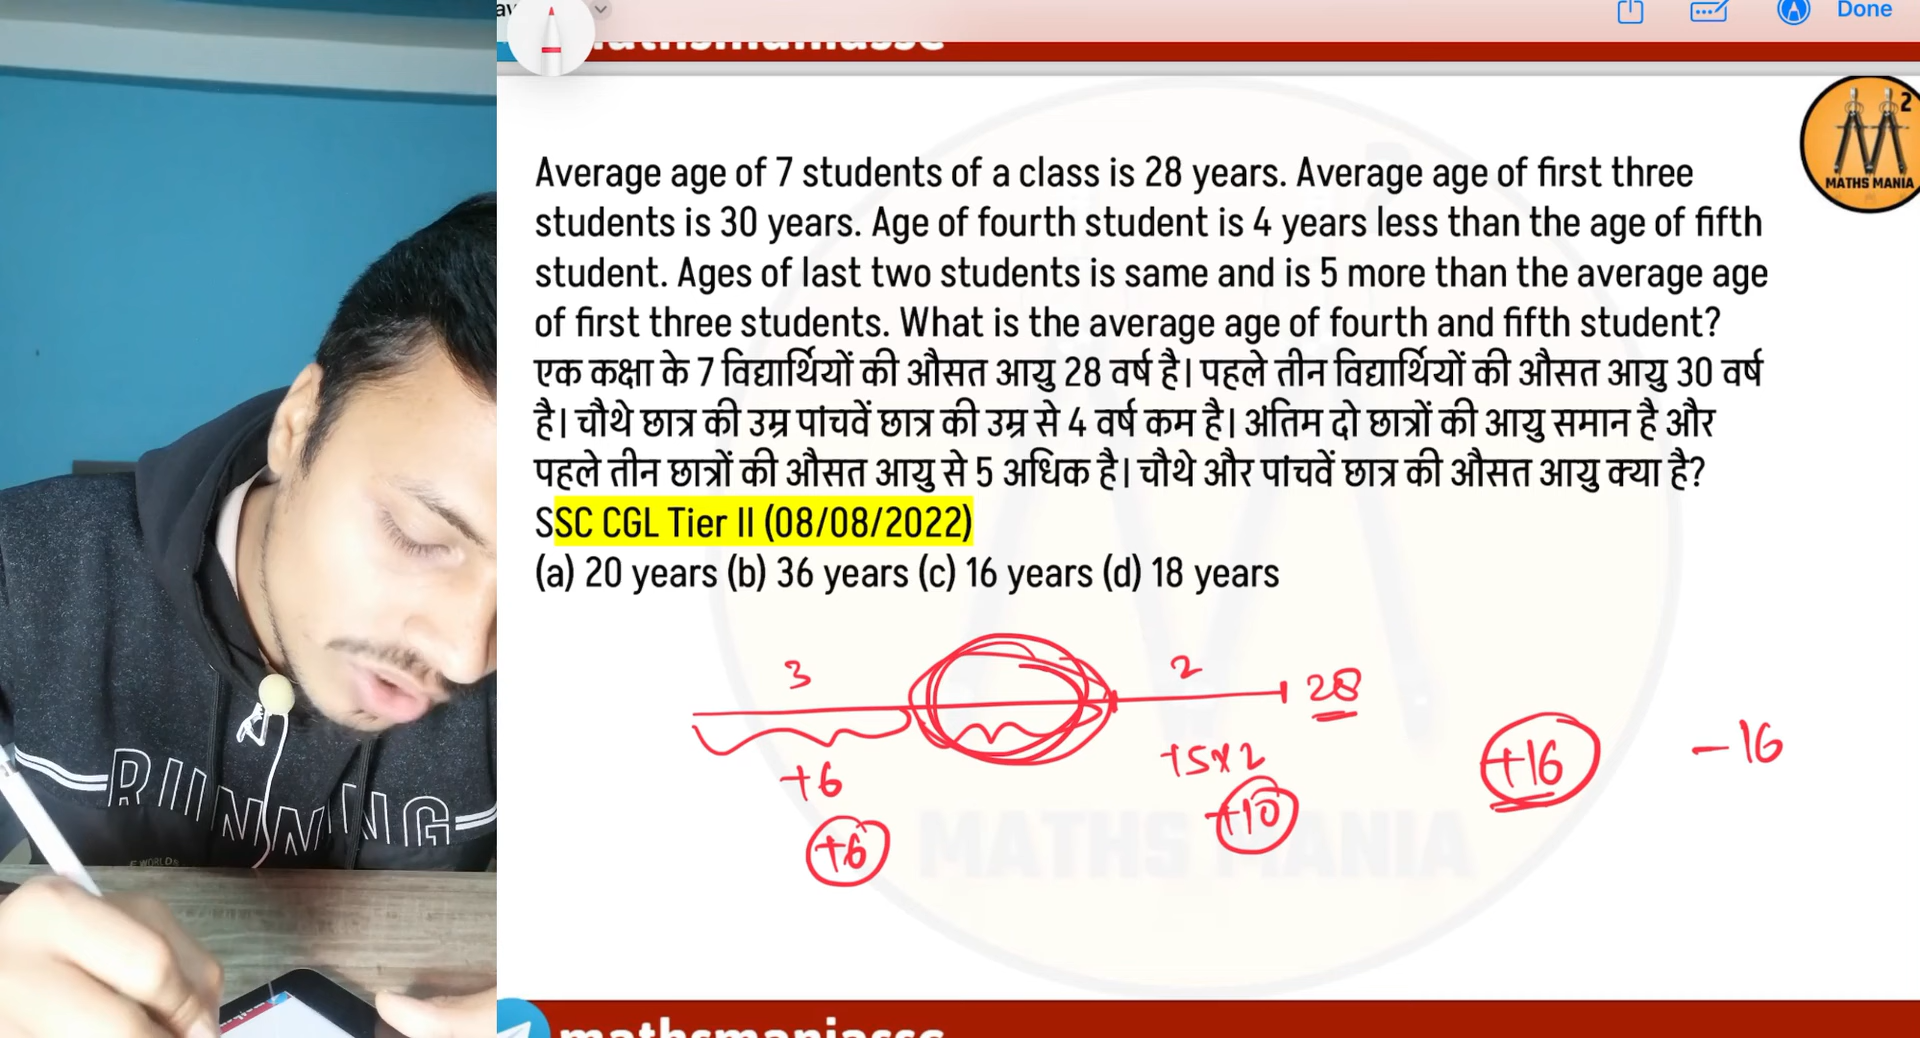 Done
mathsmaniassc
2
MATHS MANIA
Average age of 7 students of a class is 28 years. Average age of first three
students is 30 years. Age of fourth student is 4 years less than the age of fifth
student. Ages of last two students is same and is 5 more than the average age
of first three students. What is the average age of fourth and fifth student?
एक कक्षा के 7 विद्यार्थियों की औसत आयु 28 वर्ष है। पहले तीन विद्यार्थियों की औसत आयु 30 वर्ष
है। चौथे छात्र की उम्र पांचवें छात्र की उम्र से 4 वर्ष कम है। अंतिम दो छात्रों की आयु समान है और
पहले तीन छात्रों की औसत आयु से 5 अधिक है। चौथे और पांचवें छात्र की औसत आयु क्या है?
SSC CGL Tier II (08/08/2022)
(a) 20 years (b) 36 years (c) 16 years (d) 18 years
3 2 28
+6 +5×2 +16 -16
+6 +10
MATHS MANIA
RUNNING
mathsmaniassc